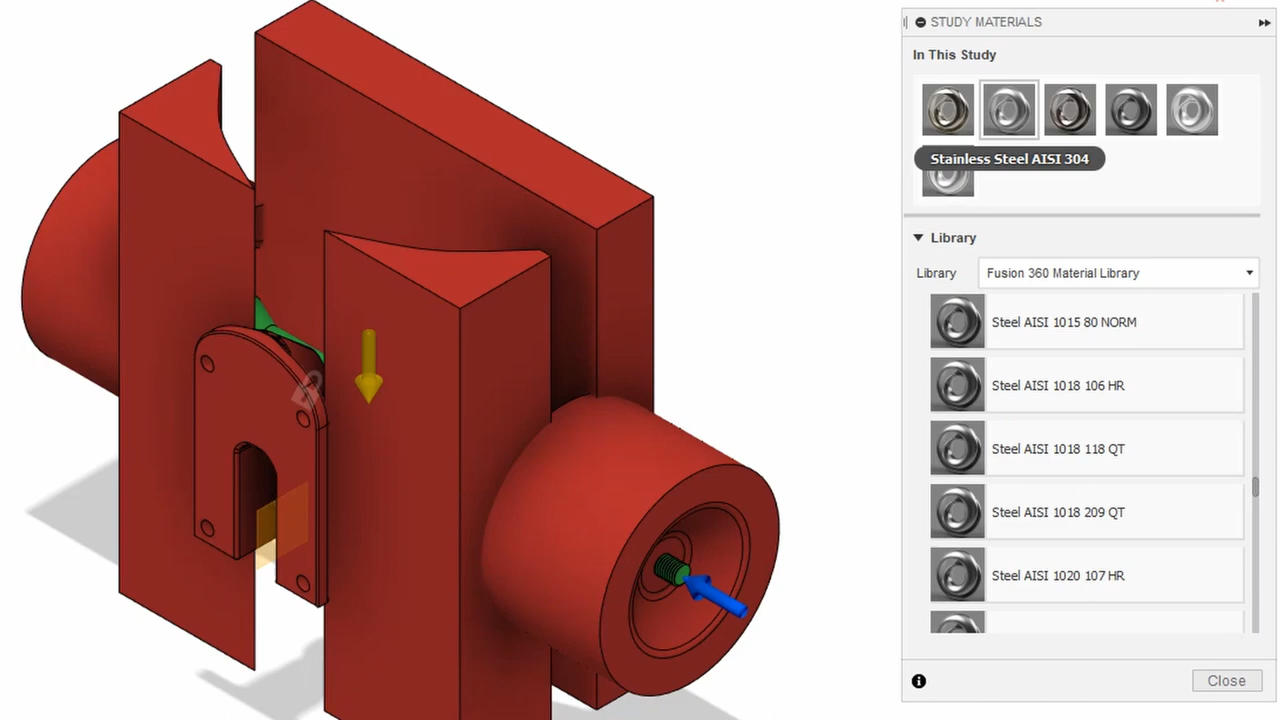 STUDY MATERIALS
In This Study
Stainless Steel AISI 304
Library
Library Fusion 360 Material Library
Steel AISI 1015 80 NORM
Steel AISI 1018 106 HR
Steel AISI 1018 118 QT
Steel AISI 1018 209 QT
Steel AISI 1020 107 HR
Close